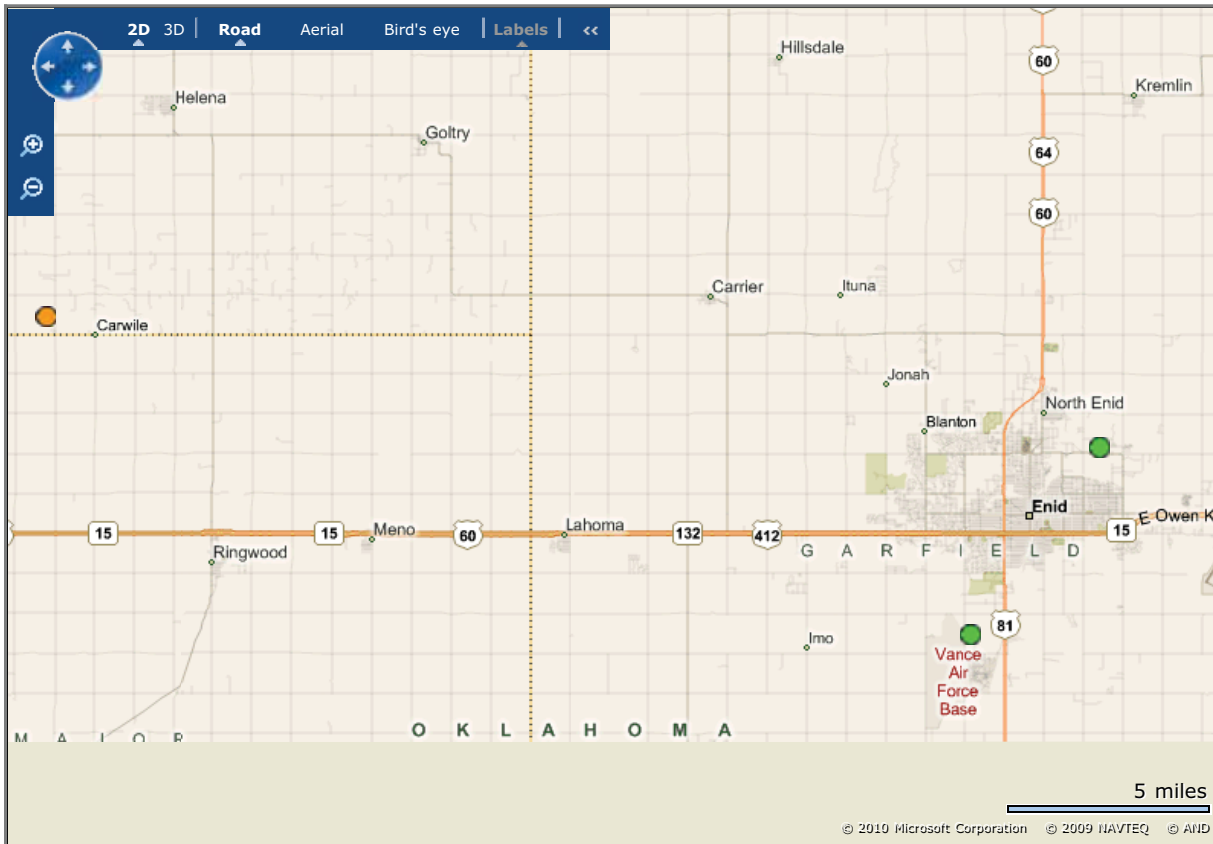 2D 3D Road Aerial Bird's eye Labels <<
Hillsdale
60
Kremlin
Helena
Goltry
64
60
Carrier
Ituna
Carwile
Jonah
North Enid
Blanton
Enid
15
15
Meno
60
Lahoma
132
412
15
E Owen K
Ringwood
G A R F I E L D
81
Imo
Vance
Air
Force
Base
O K L A H O M A
M A J O R
5 miles
© 2010 Microsoft Corporation © 2009 NAVTEQ © AND